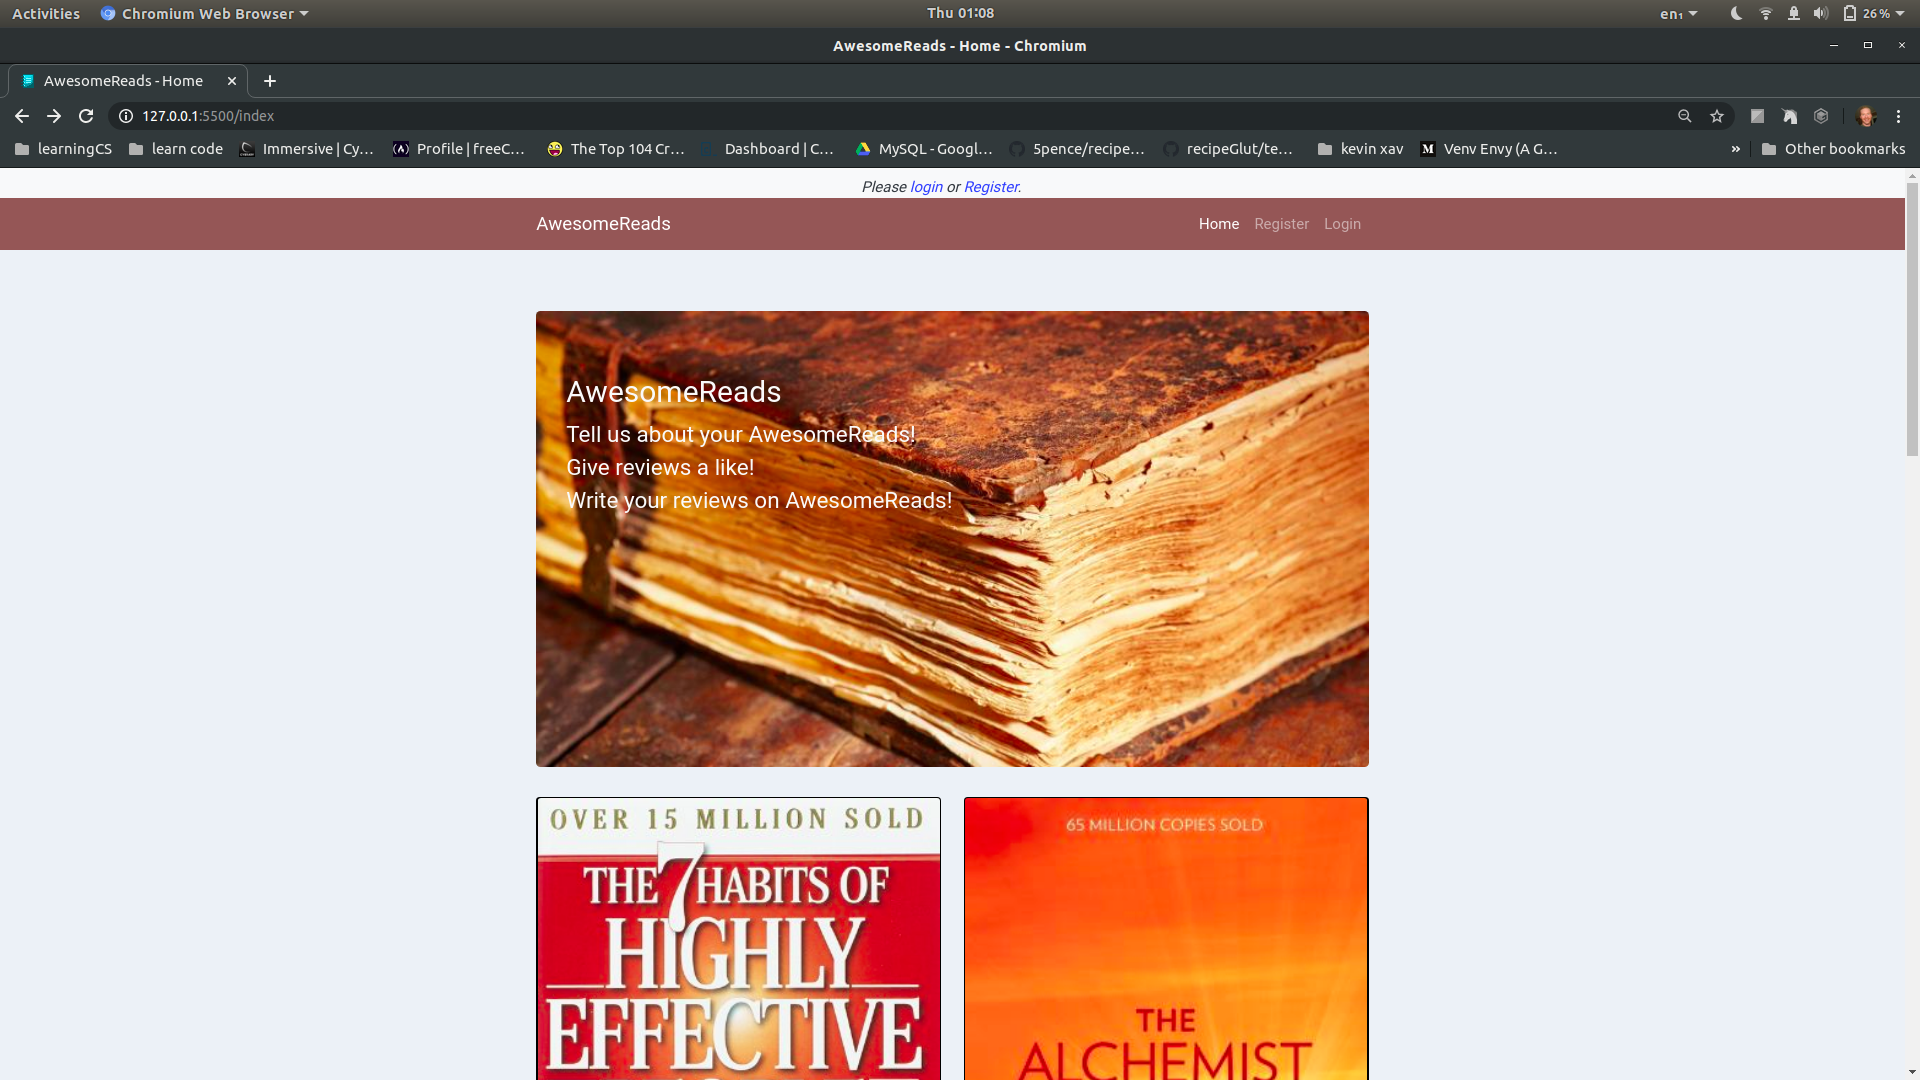 Activities Chromium Web Browser Thu 01:08 en₁ 26%
AwesomeReads - Home - Chromium
AwesomeReads - Home
127.0.0.1:5500/index
learningCS learn code Immersive | Cy... Profile | freeC... The Top 104 Cr... Dashboard | C... MySQL - Googl... 5pence/recipe... recipeGlut/te... kevin xav Venv Envy (A G... » Other bookmarks
Please login or Register.
AwesomeReads Home Register Login
AwesomeReads
Tell us about your AwesomeReads!
Give reviews a like!
Write your reviews on AwesomeReads!
OVER 15 MILLION SOLD
THE 7 HABITS OF
HIGHLY
EFFECTIVE
65 MILLION COPIES SOLD
THE
ALCHEMIST